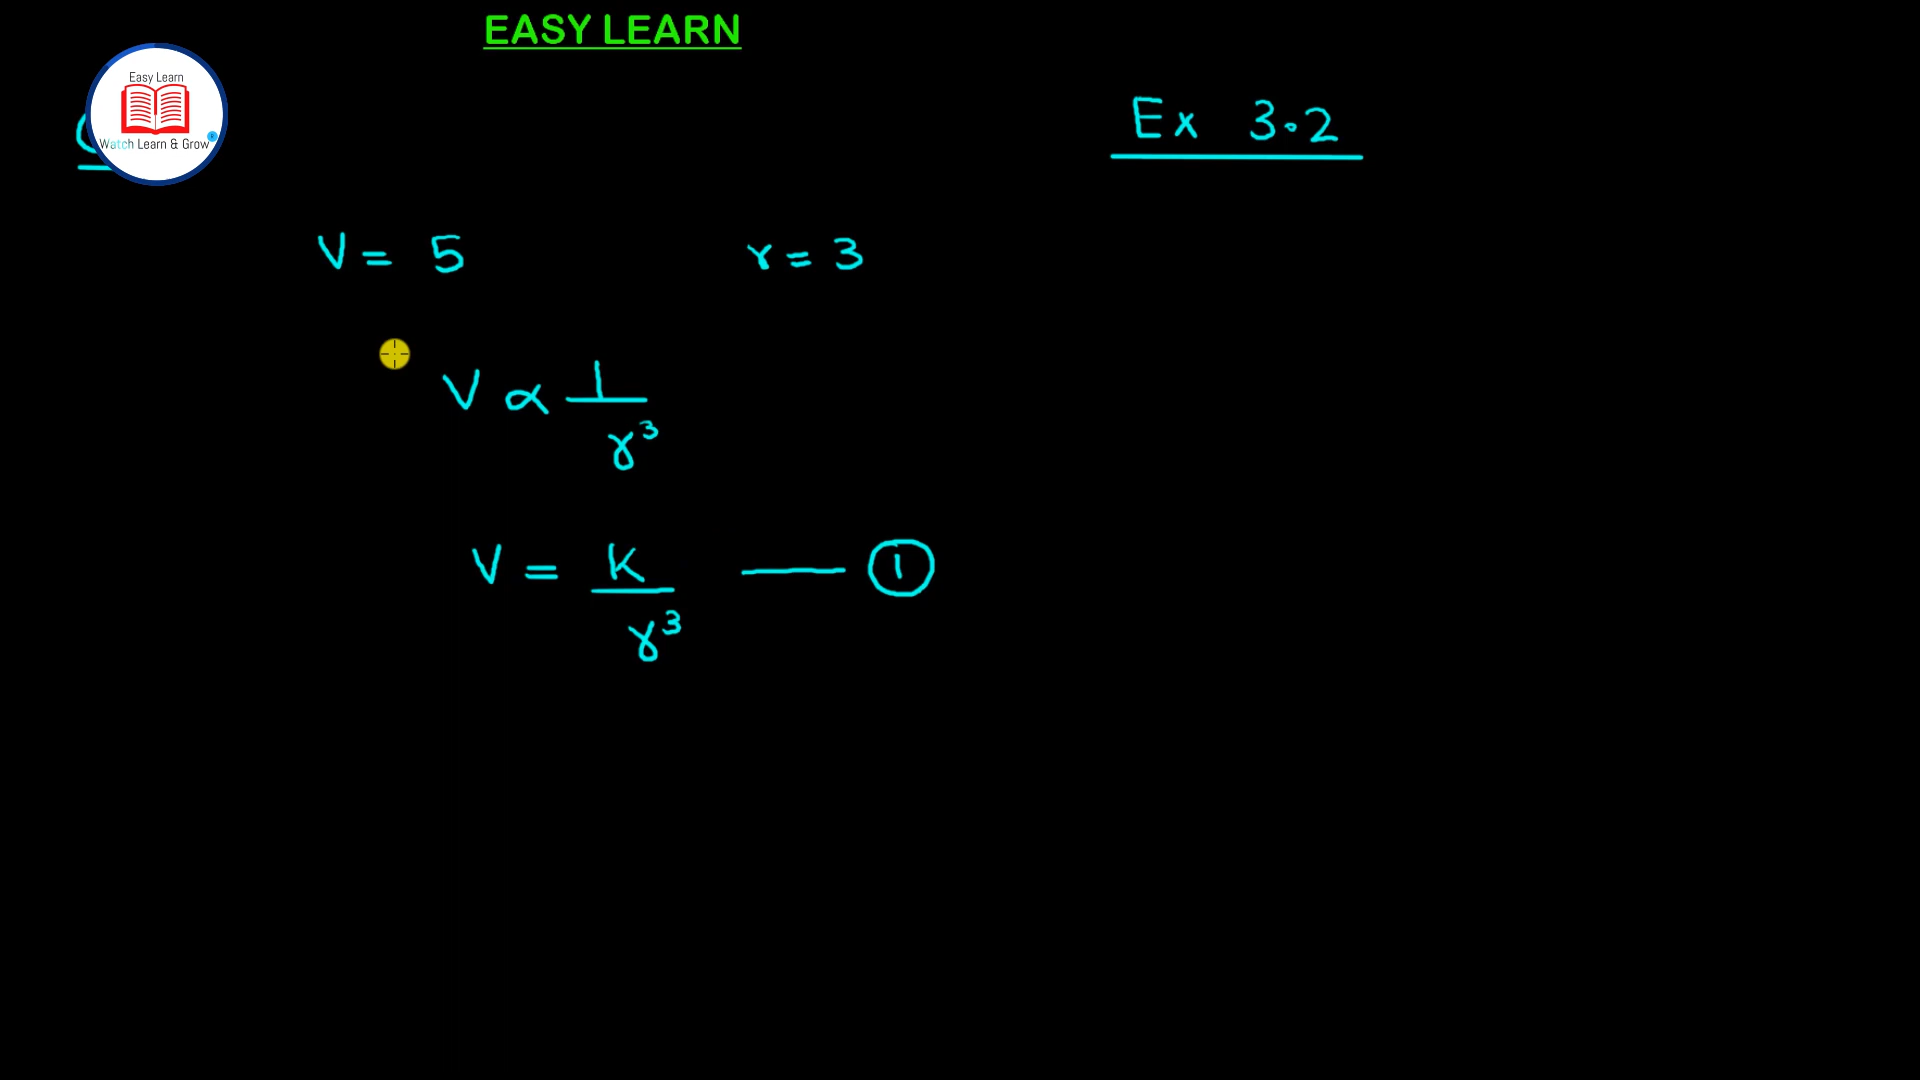 EASY LEARN
Easy Learn
Watch Learn & Grow
Ex 3.2
V = 5
r = 3
V ∝ 1/r³
V = K/r³ —— ①